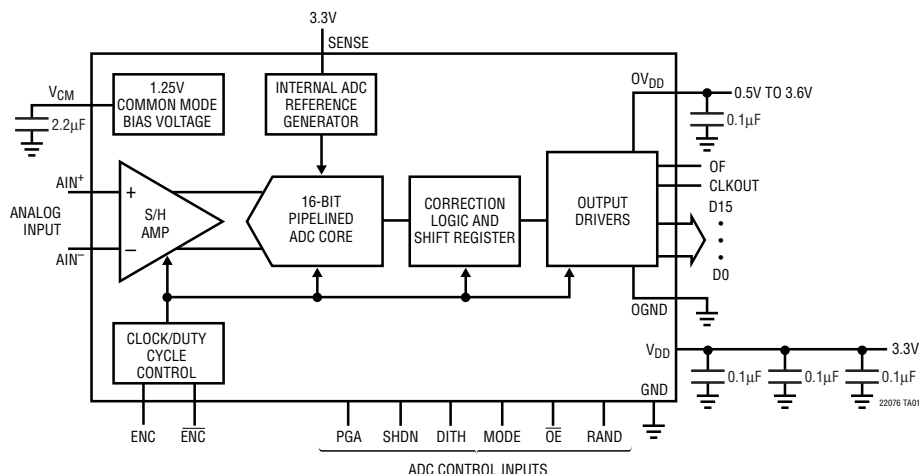 3.3V
SENSE
OVDD
0.5V TO 3.6V
VCM
1.25V
COMMON MODE
BIAS VOLTAGE
INTERNAL ADC
REFERENCE
GENERATOR
2.2µF
0.1µF
OF
CLKOUT
AIN+
+
ANALOG
INPUT
S/H
AMP
16-BIT
PIPELINED
ADC CORE
CORRECTION
LOGIC AND
SHIFT REGISTER
OUTPUT
DRIVERS
D15
•
•
•
D0
AIN–
–
OGND
CLOCK/DUTY
CYCLE
CONTROL
VDD
3.3V
0.1µF
0.1µF
0.1µF
GND
22076 TA01
ENC
E̅N̅C̅
PGA
SHDN
DITH
MODE
O̅E̅
RAND
ADC CONTROL INPUTS